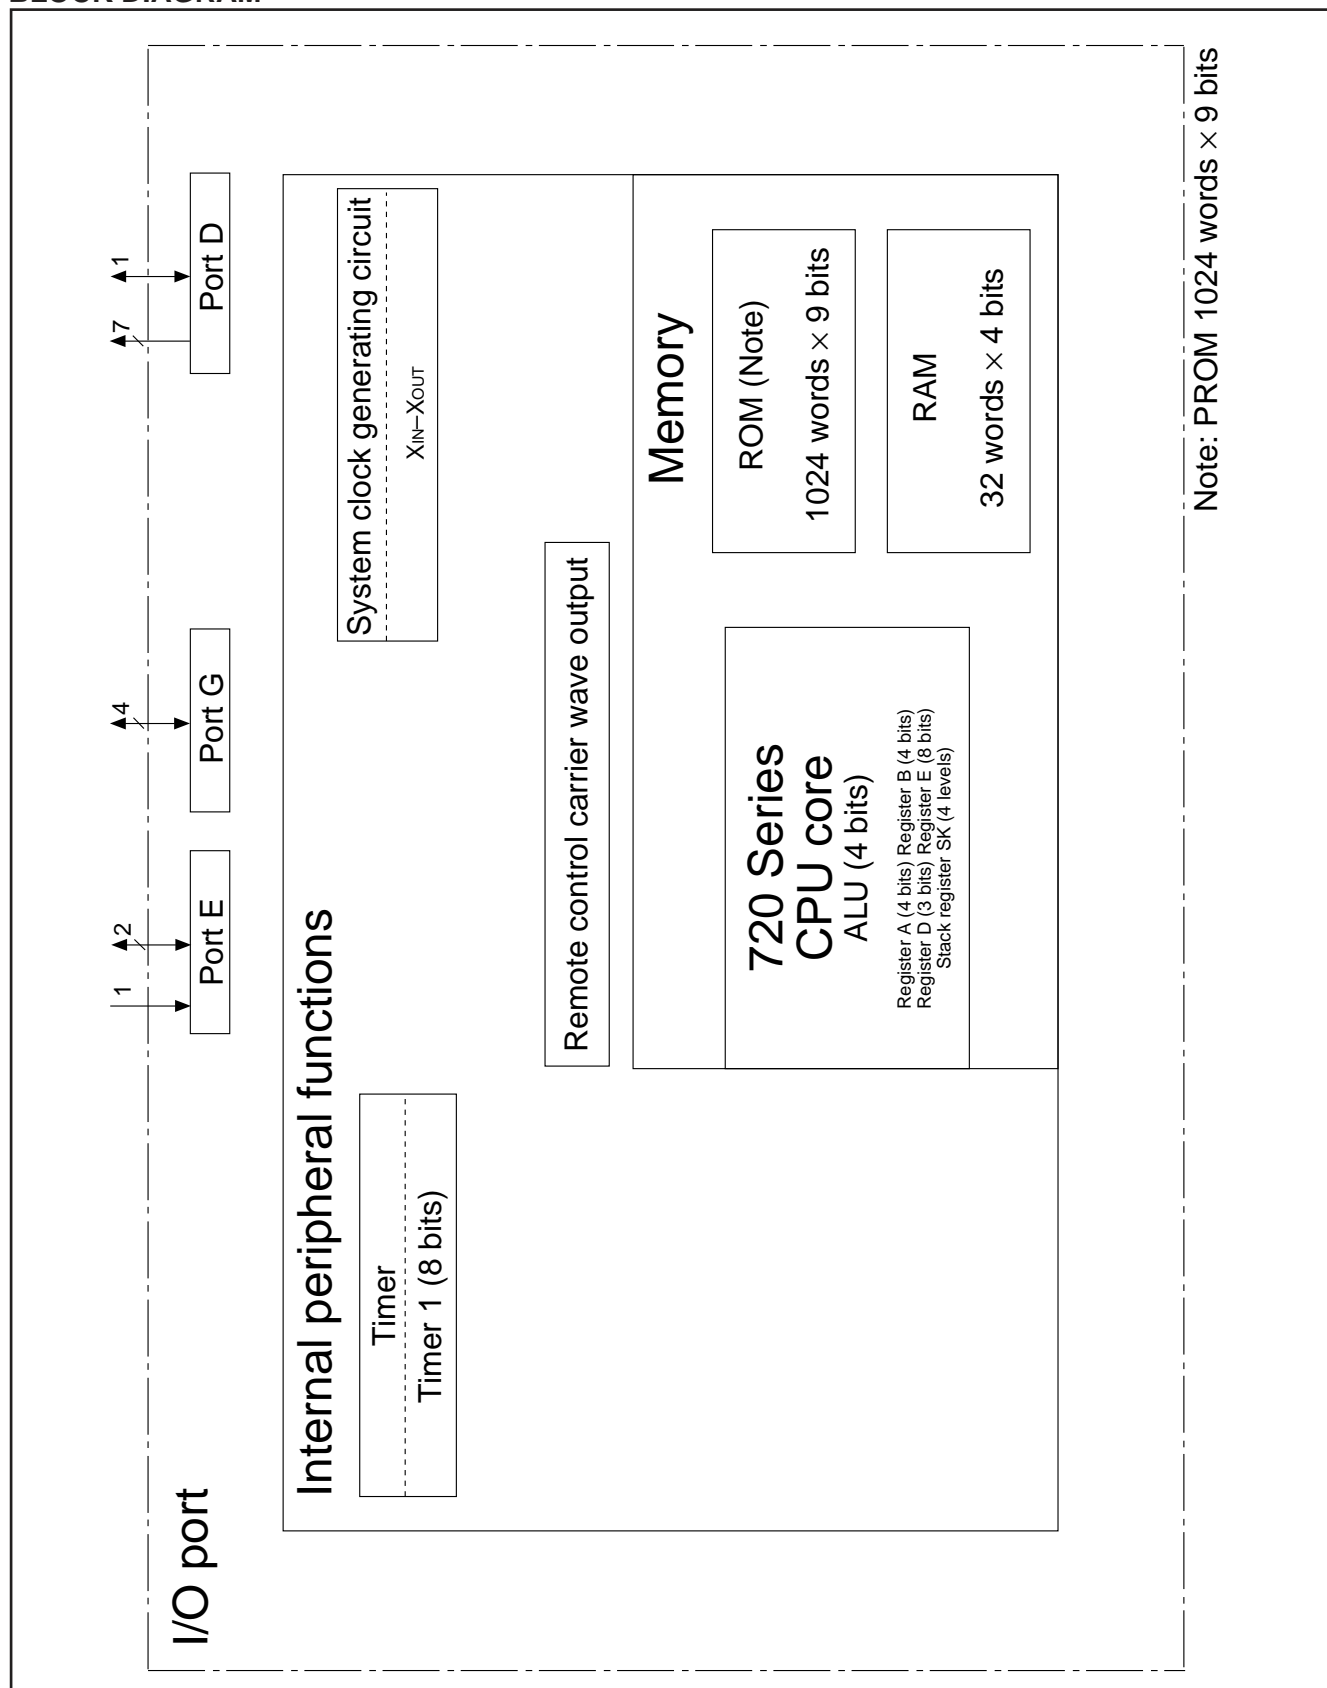 BLOCK DIAGRAM
I/O port
1
2
4
7
1
Port E
Port G
Port D
Internal peripheral functions
Timer
Timer 1 (8 bits)
System clock generating circuit
XIN–XOUT
Remote control carrier wave output
720 Series
CPU core
ALU (4 bits)
Register A (4 bits) Register B (4 bits)
Register D (3 bits) Register E (8 bits)
Stack register SK (4 levels)
Memory
ROM (Note)
1024 words × 9 bits
RAM
32 words × 4 bits
Note: PROM 1024 words × 9 bits